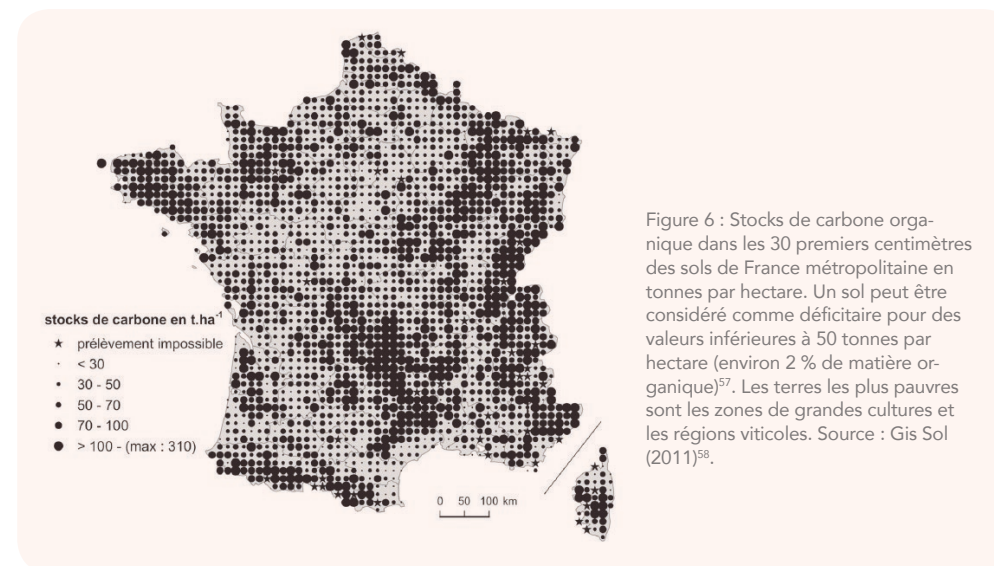 stocks de carbone en t.ha-1
★ prélèvement impossible
< 30
30 - 50
50 - 70
70 - 100
> 100 - (max : 310)
0 50 100 km
Figure 6 : Stocks de carbone orga-
nique dans les 30 premiers centimètres
des sols de France métropolitaine en
tonnes par hectare. Un sol peut être
considéré comme déficitaire pour des
valeurs inférieures à 50 tonnes par
hectare (environ 2 % de matière or-
ganique)57. Les terres les plus pauvres
sont les zones de grandes cultures et
les régions viticoles. Source : Gis Sol
(2011)58.